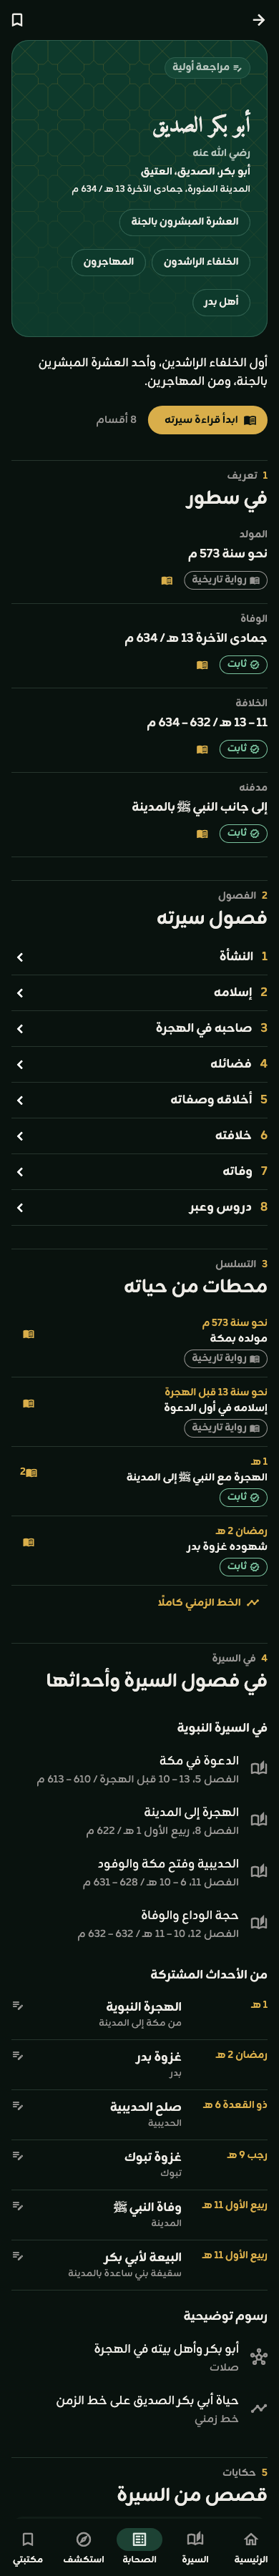 مراجعة أولية
أبو بكر الصديق
رضي الله عنه
أبو بكر، الصديق، العتيق
المدينة المنورة، جمادى الآخرة 13 هـ / 634 م
العشرة المبشرون بالجنة
الخلفاء الراشدون
المهاجرون
أهل بدر
أول الخلفاء الراشدين، وأحد العشرة المبشرين
بالجنة، ومن المهاجرين.
ابدأ قراءة سيرته
8 أقسام
1 تعريف
في سطور
المولد
نحو سنة 573 م
رواية تاريخية
الوفاة
جمادى الآخرة 13 هـ / 634 م
ثابت
الخلافة
11 – 13 هـ / 632 – 634 م
ثابت
مدفنه
إلى جانب النبي ﷺ بالمدينة
ثابت
2 الفصول
فصول سيرته
1 النشأة
2 إسلامه
3 صاحبه في الهجرة
4 فضائله
5 أخلاقه وصفاته
6 خلافته
7 وفاته
8 دروس وعبر
3 التسلسل
محطات من حياته
نحو سنة 573 م
مولده بمكة
رواية تاريخية
نحو سنة 13 قبل الهجرة
إسلامه في أول الدعوة
رواية تاريخية
1 هـ
الهجرة مع النبي ﷺ إلى المدينة
2
ثابت
رمضان 2 هـ
شهوده غزوة بدر
ثابت
الخط الزمني كاملًا
4 في السيرة
في فصول السيرة وأحداثها
في السيرة النبوية
الدعوة في مكة
الفصل 5، 13 – 10 قبل الهجرة / 610 – 613 م
الهجرة إلى المدينة
الفصل 8، ربيع الأول 1 هـ / 622 م
الحديبية وفتح مكة والوفود
الفصل 11، 6 – 10 هـ / 628 – 631 م
حجة الوداع والوفاة
الفصل 12، 10 – 11 هـ / 632 – 632 م
من الأحداث المشتركة
1 هـ
الهجرة النبوية
من مكة إلى المدينة
رمضان 2 هـ
غزوة بدر
بدر
ذو القعدة 6 هـ
صلح الحديبية
الحديبية
رجب 9 هـ
غزوة تبوك
تبوك
ربيع الأول 11 هـ
وفاة النبي ﷺ
المدينة
ربيع الأول 11 هـ
البيعة لأبي بكر
سقيفة بني ساعدة بالمدينة
رسوم توضيحية
أبو بكر وأهل بيته في الهجرة
صلات
حياة أبي بكر الصديق على خط الزمن
خط زمني
5 حكايات
قصص من السيرة
الرئيسية
السيرة
الصحابة
استكشف
مكتبتي